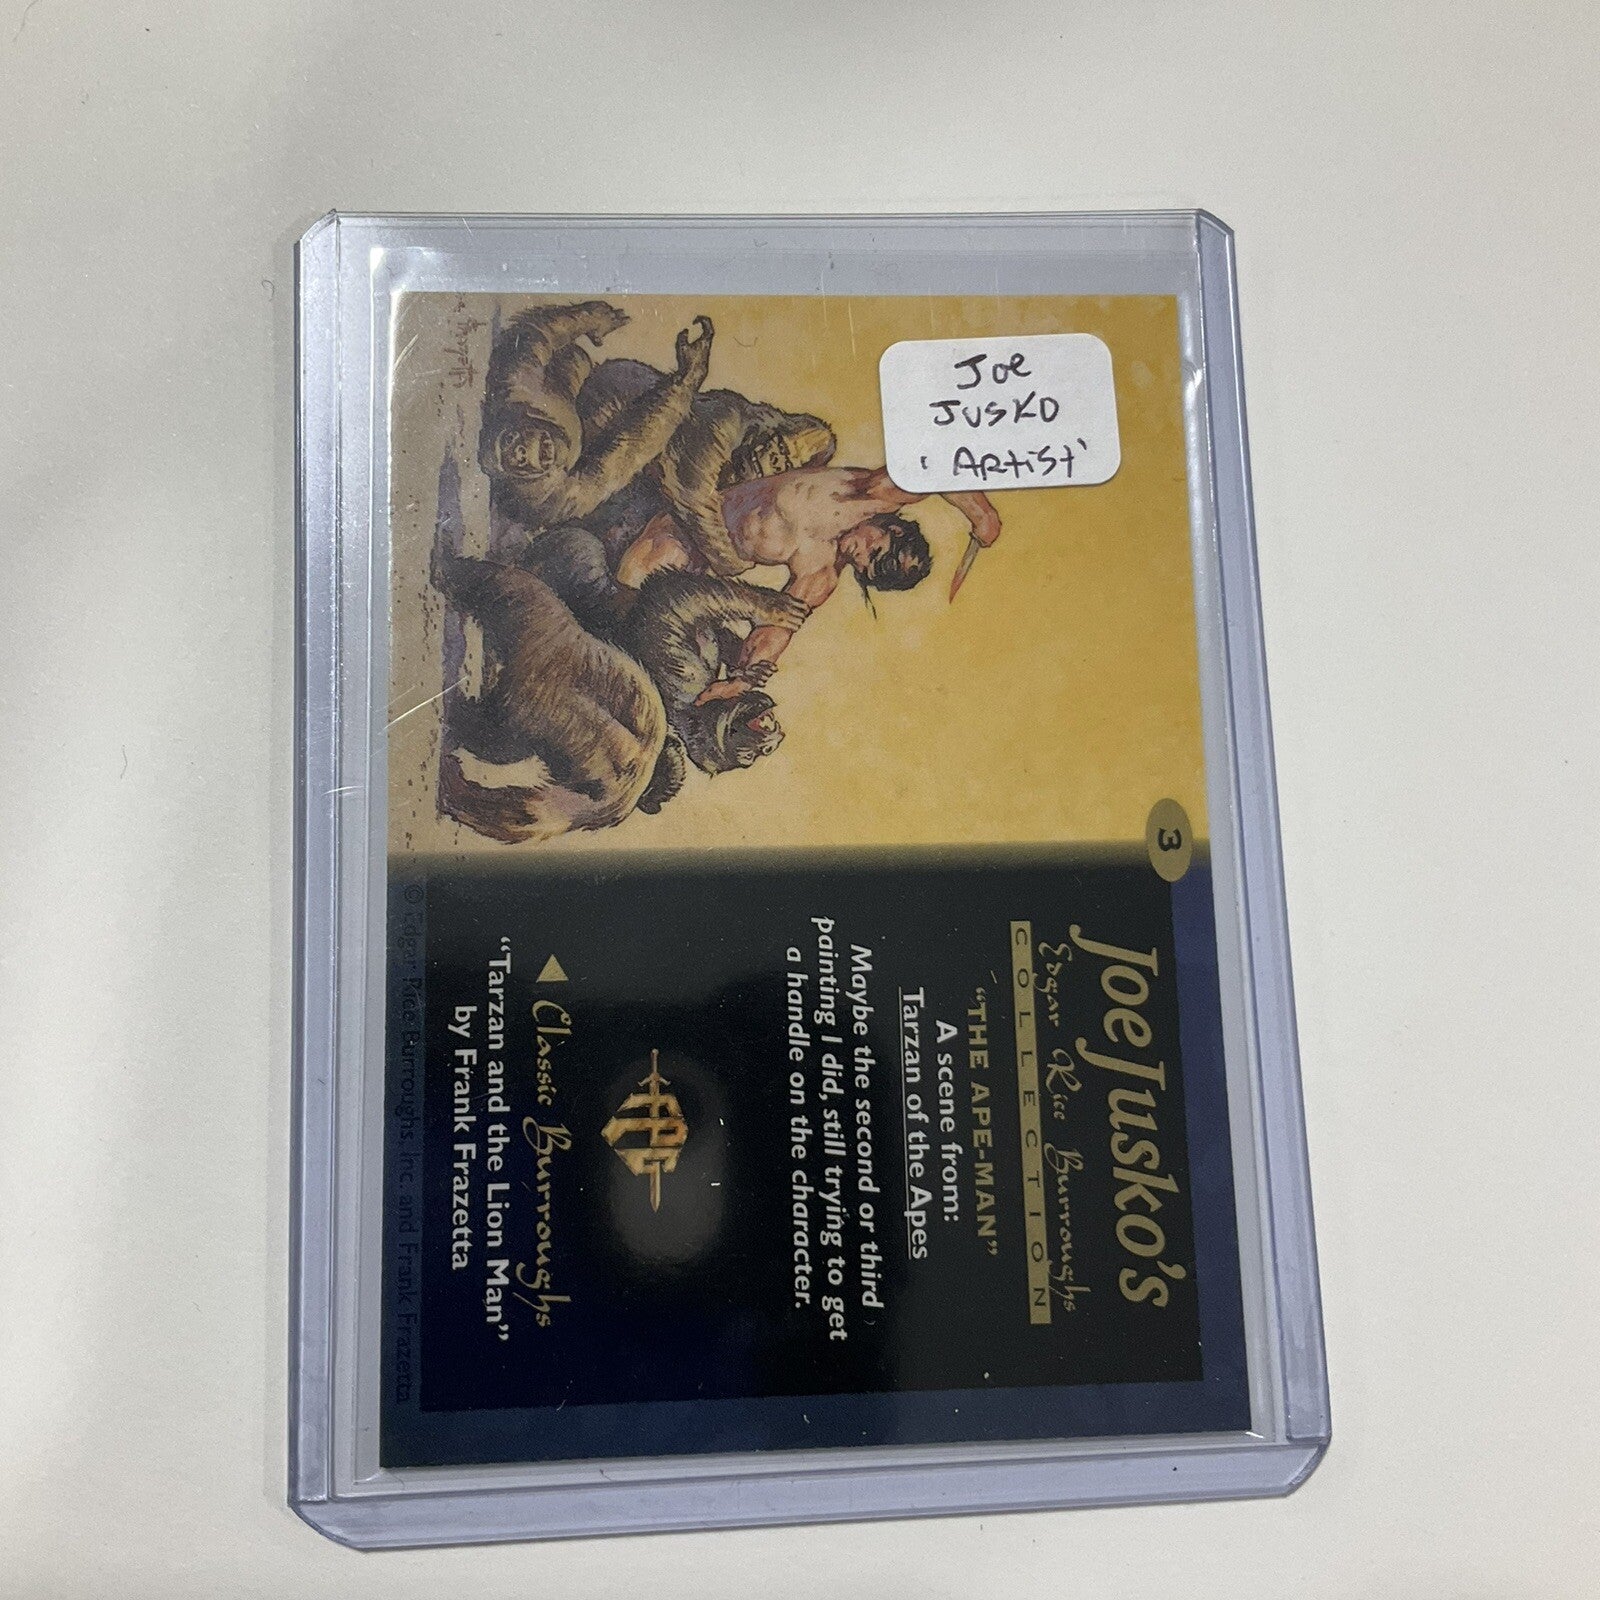 Joe
JUSKO
'ARtiSt'
3
Joe Jusko's
Edgar Rice Burroughs
COLLECTION
"THE APE-MAN"
A scene from:
Tarzan of the Apes
Maybe the second or third
painting I did, still trying to get
a handle on the character.
Classic Burroughs
"Tarzan and the Lion Man"
by Frank Frazetta
© Edgar Rice Burroughs, Inc. and Frank Frazetta